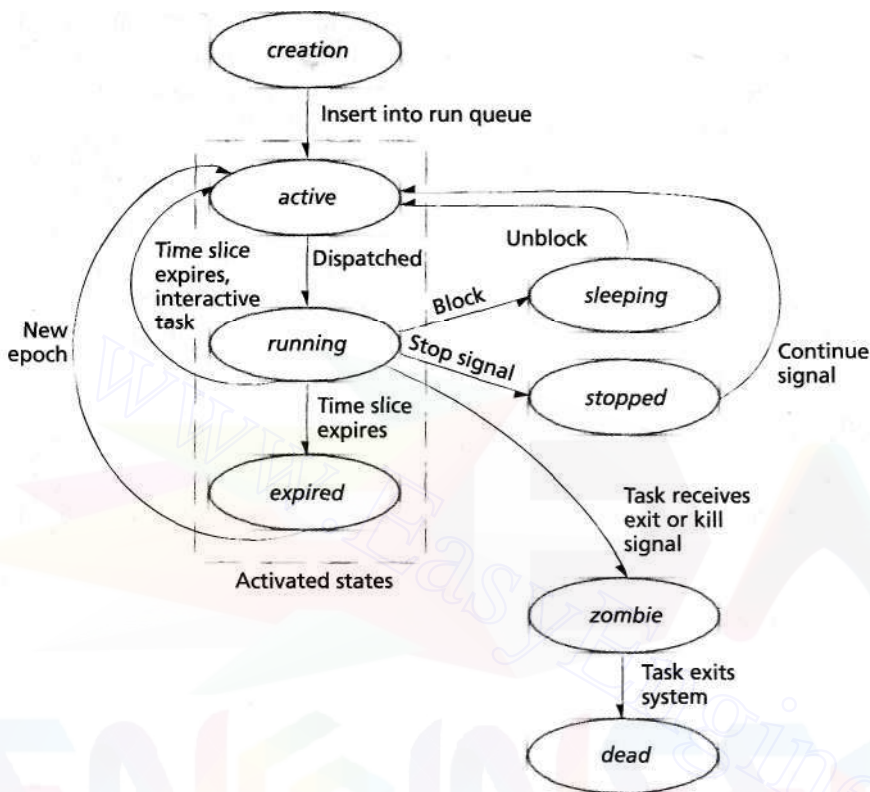 creation
Insert into run queue
active
Time slice
expires,
interactive
task
Dispatched
Unblock
Block
sleeping
New
epoch
running
Stop signal
Continue
signal
stopped
Time slice
expires
expired
Task receives
exit or kill
signal
Activated states
zombie
Task exits
system
dead
www.EasyEngine